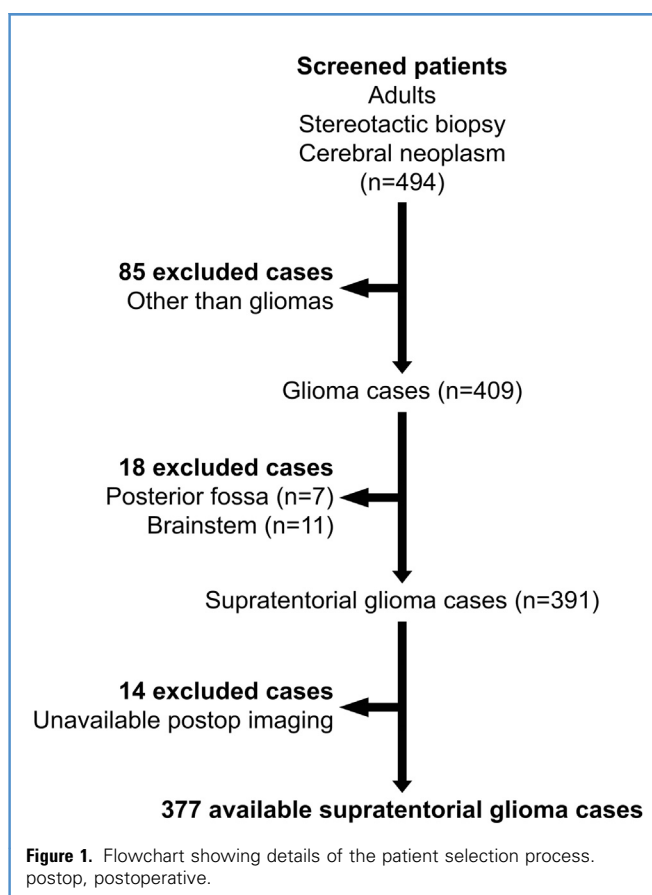 Screened patients
Adults
Stereotactic biopsy
Cerebral neoplasm
(n=494)
85 excluded cases
Other than gliomas
Glioma cases (n=409)
18 excluded cases
Posterior fossa (n=7)
Brainstem (n=11)
Supratentorial glioma cases (n=391)
14 excluded cases
Unavailable postop imaging
377 available supratentorial glioma cases
Figure 1. Flowchart showing details of the patient selection process.
postop, postoperative.